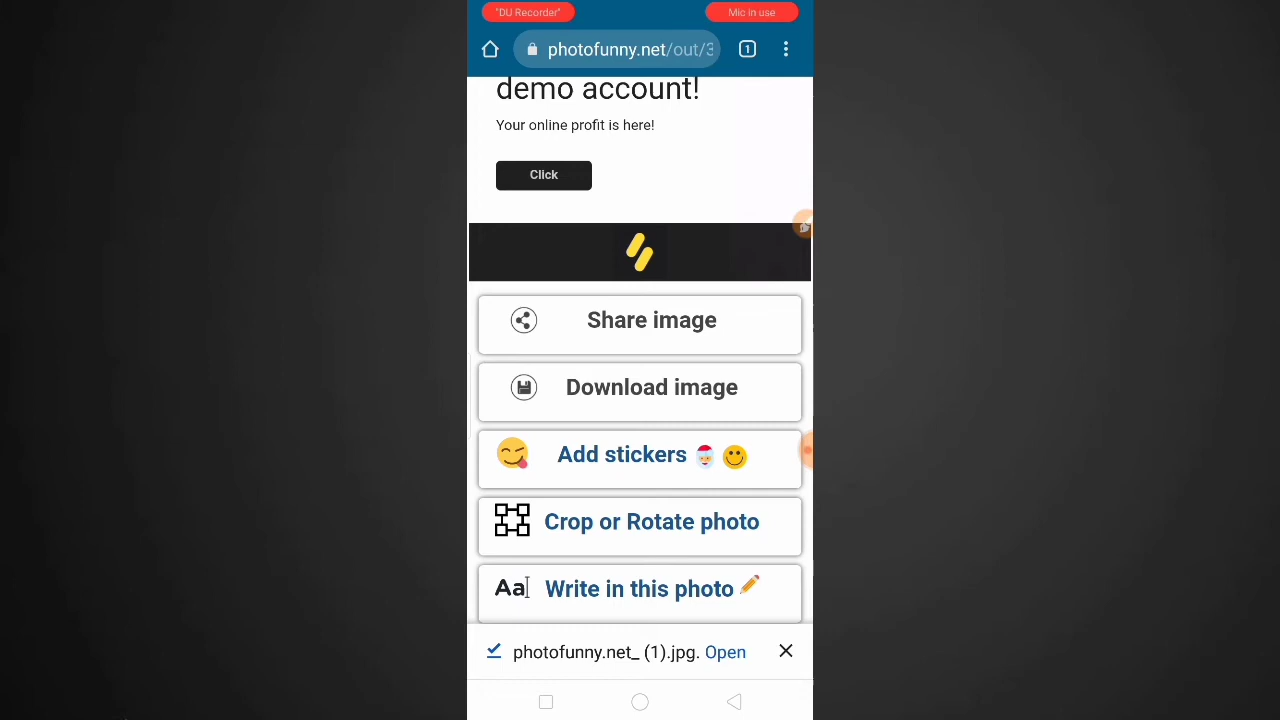 "DU Recorder"
Mic in use
photofunny.net/out/3
1
demo account!
Your online profit is here!
Click
Share image
Download image
Add stickers
Crop or Rotate photo
Aa Write in this photo
photofunny.net_ (1).jpg. Open